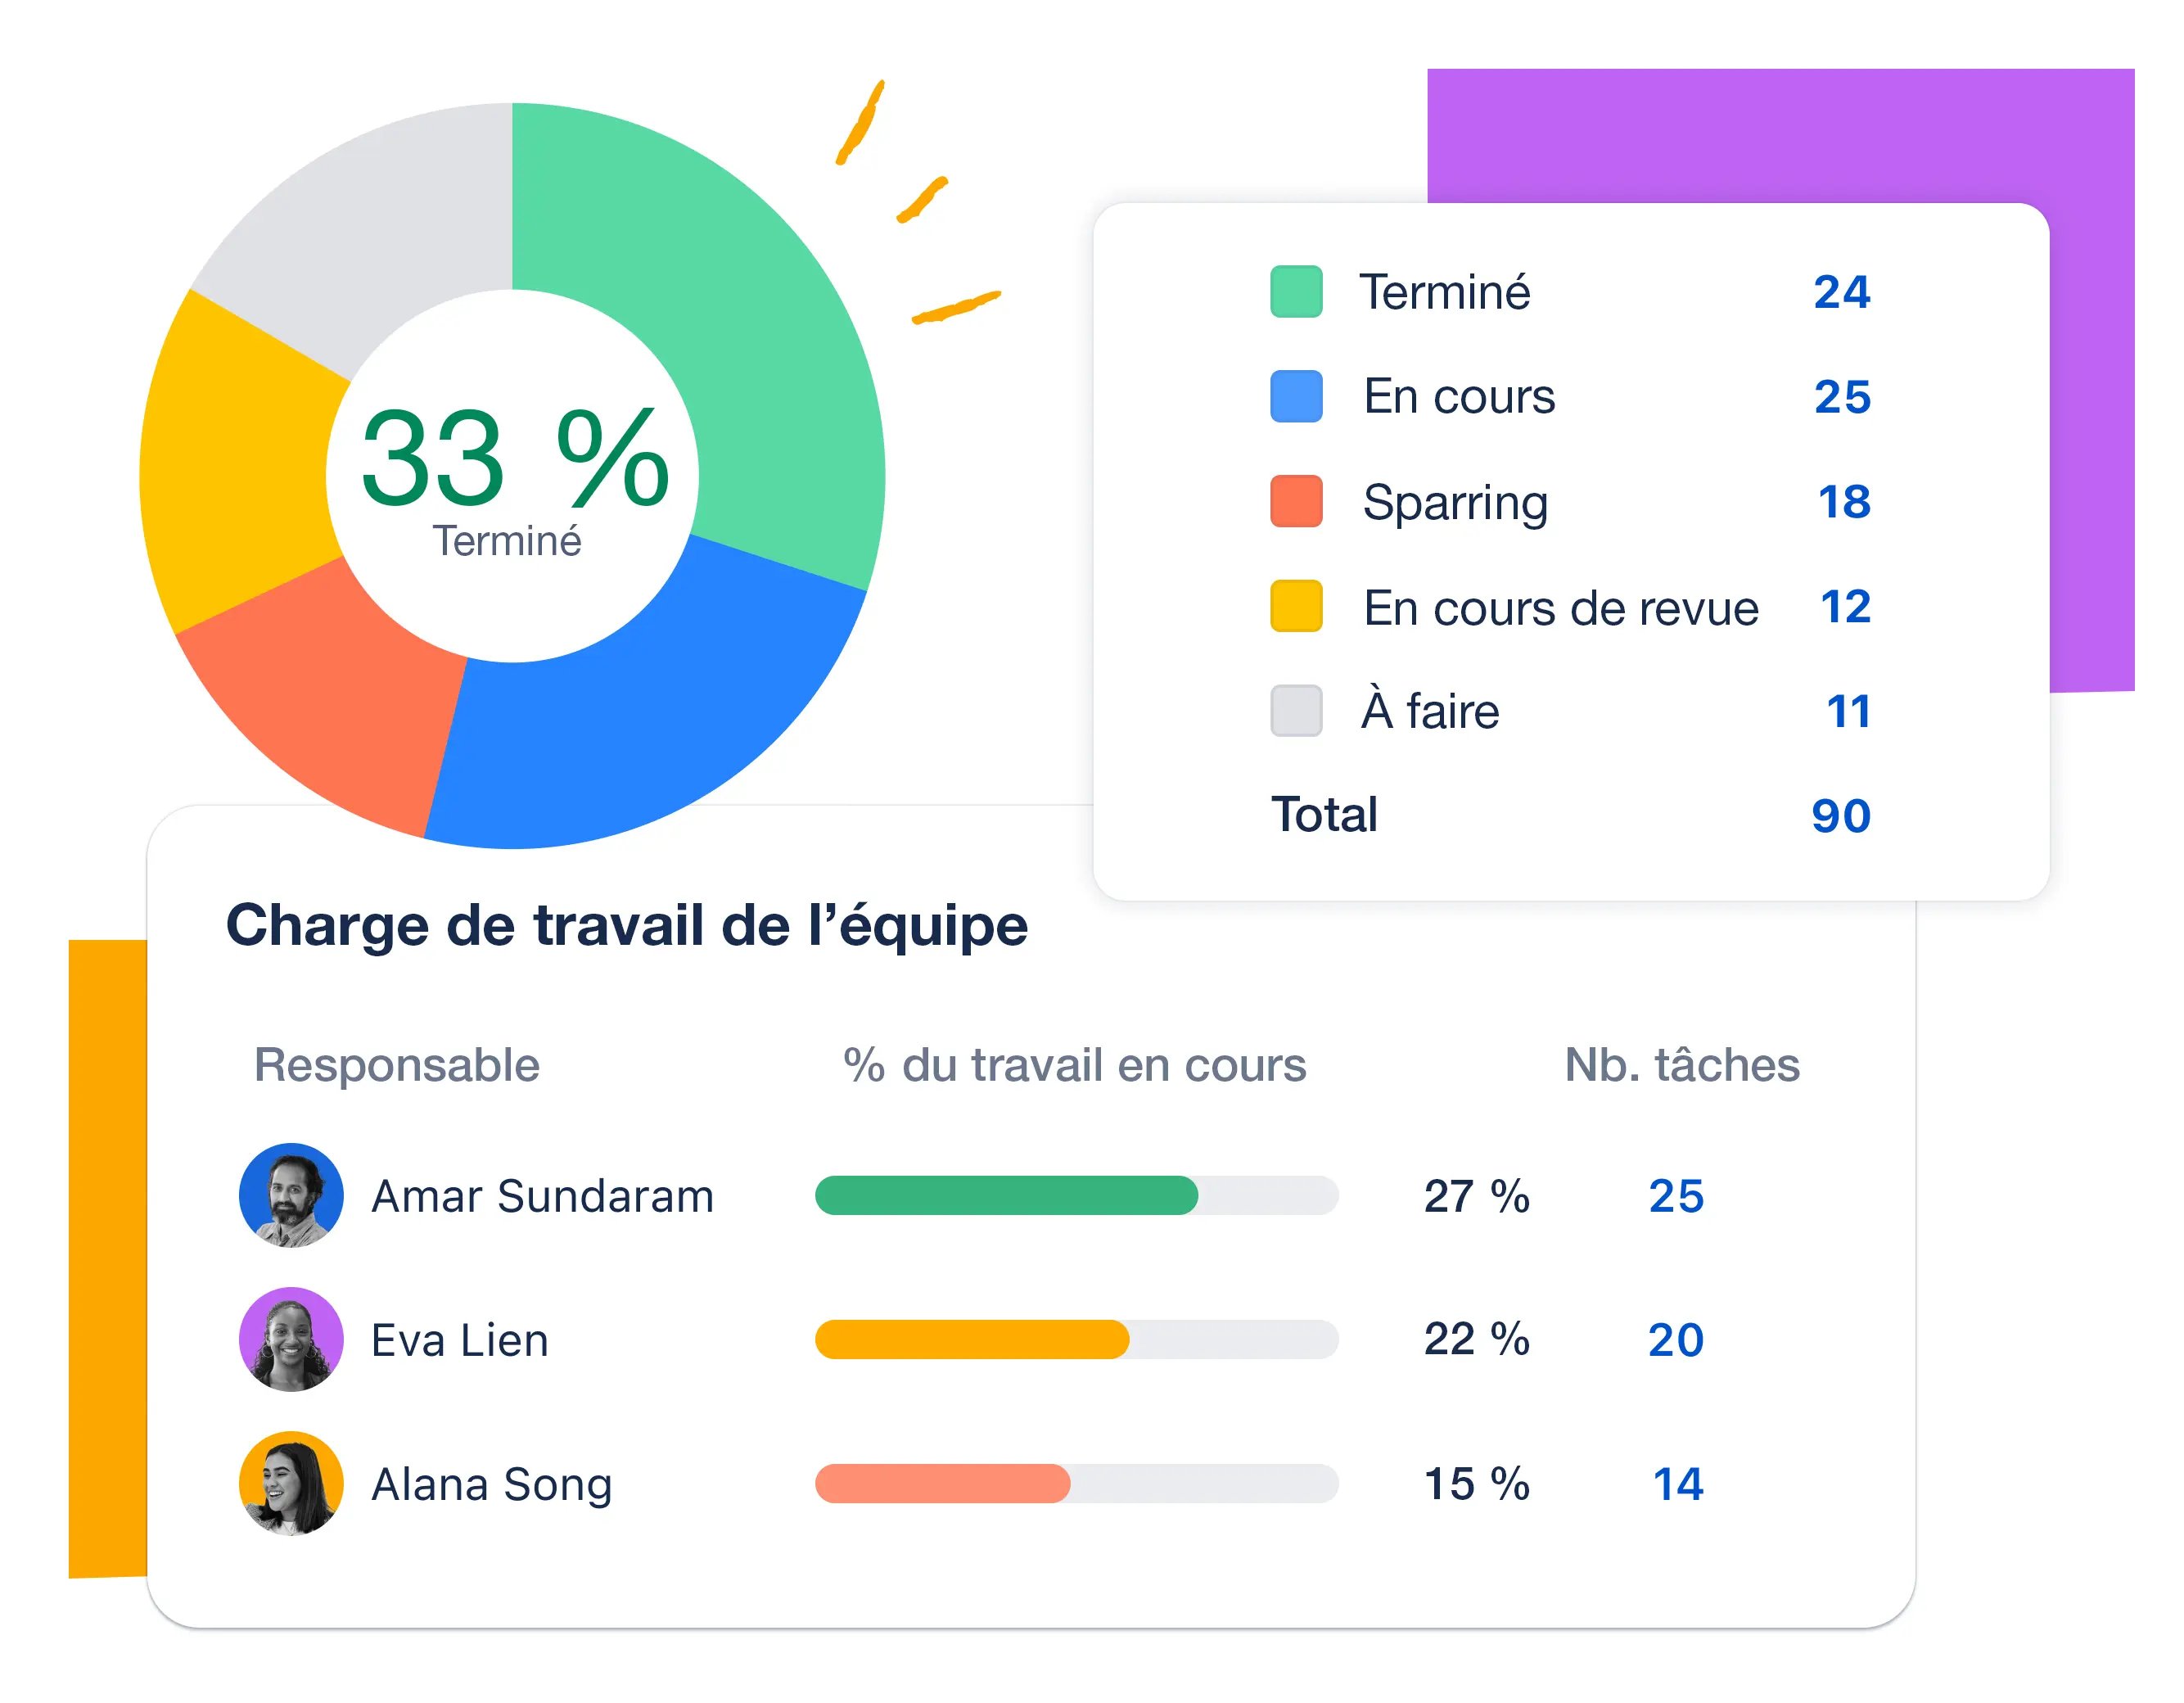 33 %
Terminé
Terminé 24
En cours 25
Sparring 18
En cours de revue 12
À faire 11
Total 90
Charge de travail de l’équipe
Responsable % du travail en cours Nb. tâches
Amar Sundaram 27 % 25
Eva Lien 22 % 20
Alana Song 15 % 14